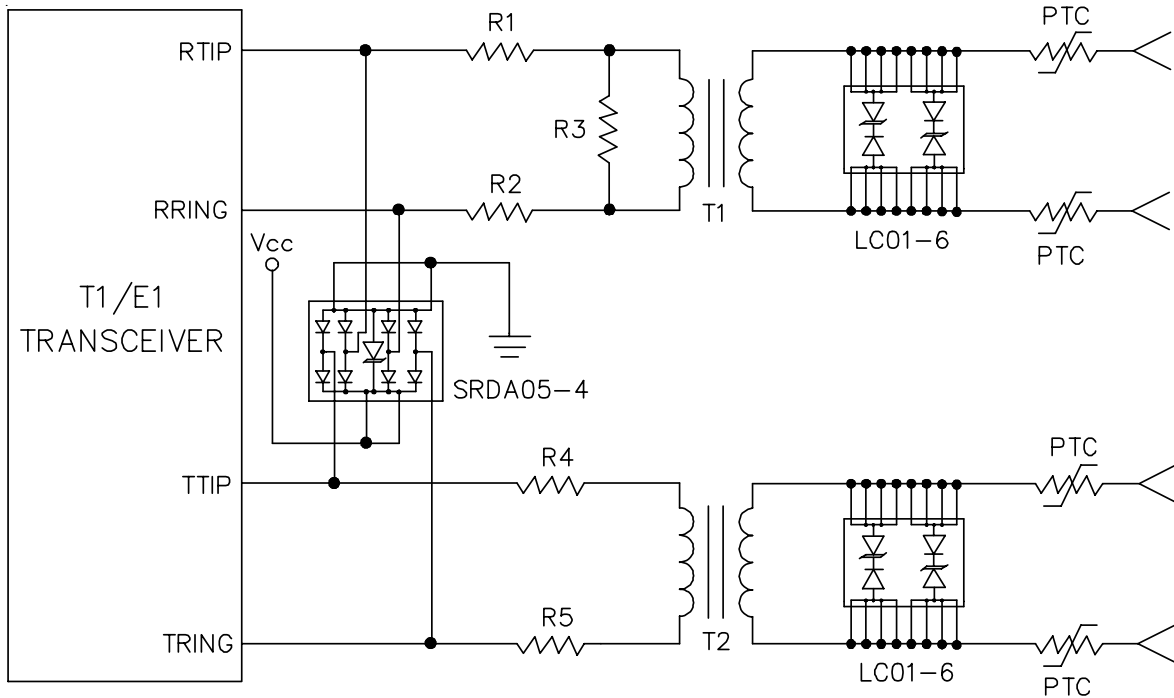 PTC
R1
RTIP
R3
R2
RRING
T1
LC01-6
PTC
Vcc
T1/E1
TRANSCEIVER
SRDA05-4
PTC
R4
TTIP
R5
TRING
T2
LC01-6
PTC